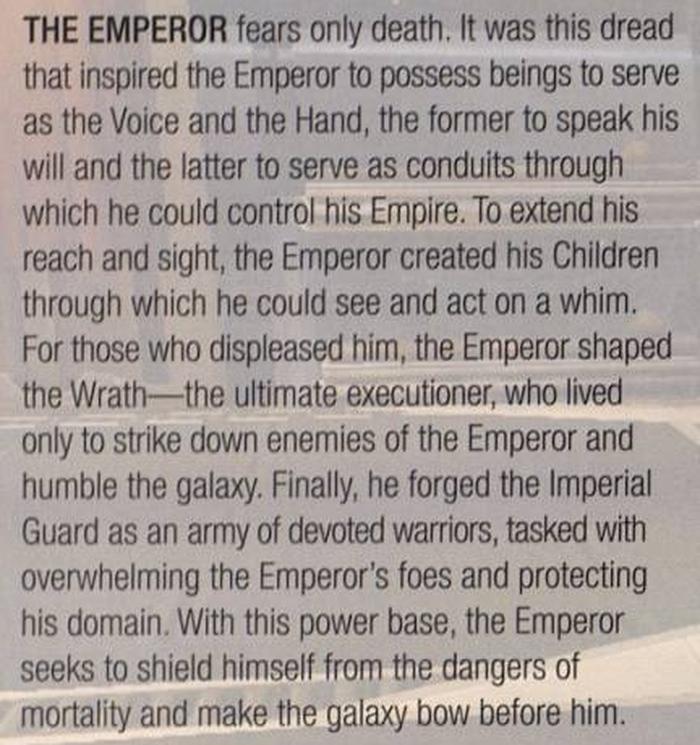 THE EMPEROR fears only death. It was this dread
that inspired the Emperor to possess beings to serve
as the Voice and the Hand, the former to speak his
will and the latter to serve as conduits through
which he could control his Empire. To extend his
reach and sight, the Emperor created his Children
through which he could see and act on a whim.
For those who displeased him, the Emperor shaped
the Wrath—the ultimate executioner, who lived
only to strike down enemies of the Emperor and
humble the galaxy. Finally, he forged the Imperial
Guard as an army of devoted warriors, tasked with
overwhelming the Emperor's foes and protecting
his domain. With this power base, the Emperor
seeks to shield himself from the dangers of
mortality and make the galaxy bow before him.